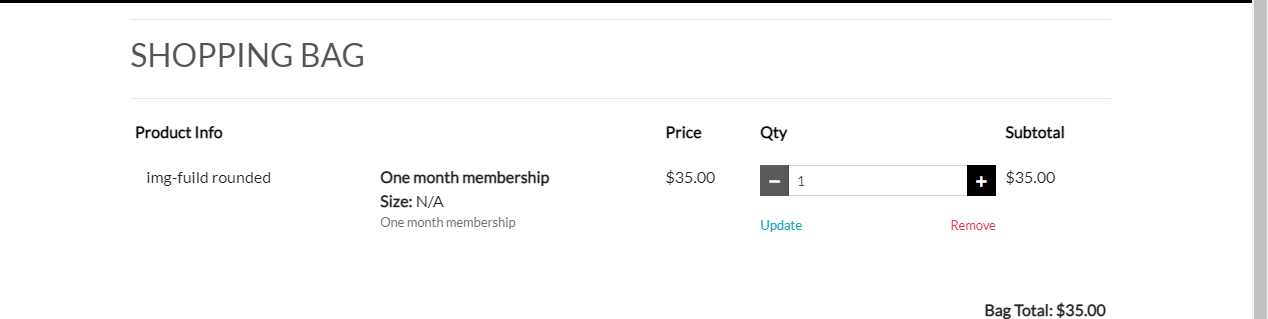 SHOPPING BAG
Product Info Price Qty Subtotal
img-fuild rounded One month membership $35.00 − 1 + $35.00
Size: N/A
One month membership
Update Remove
Bag Total: $35.00